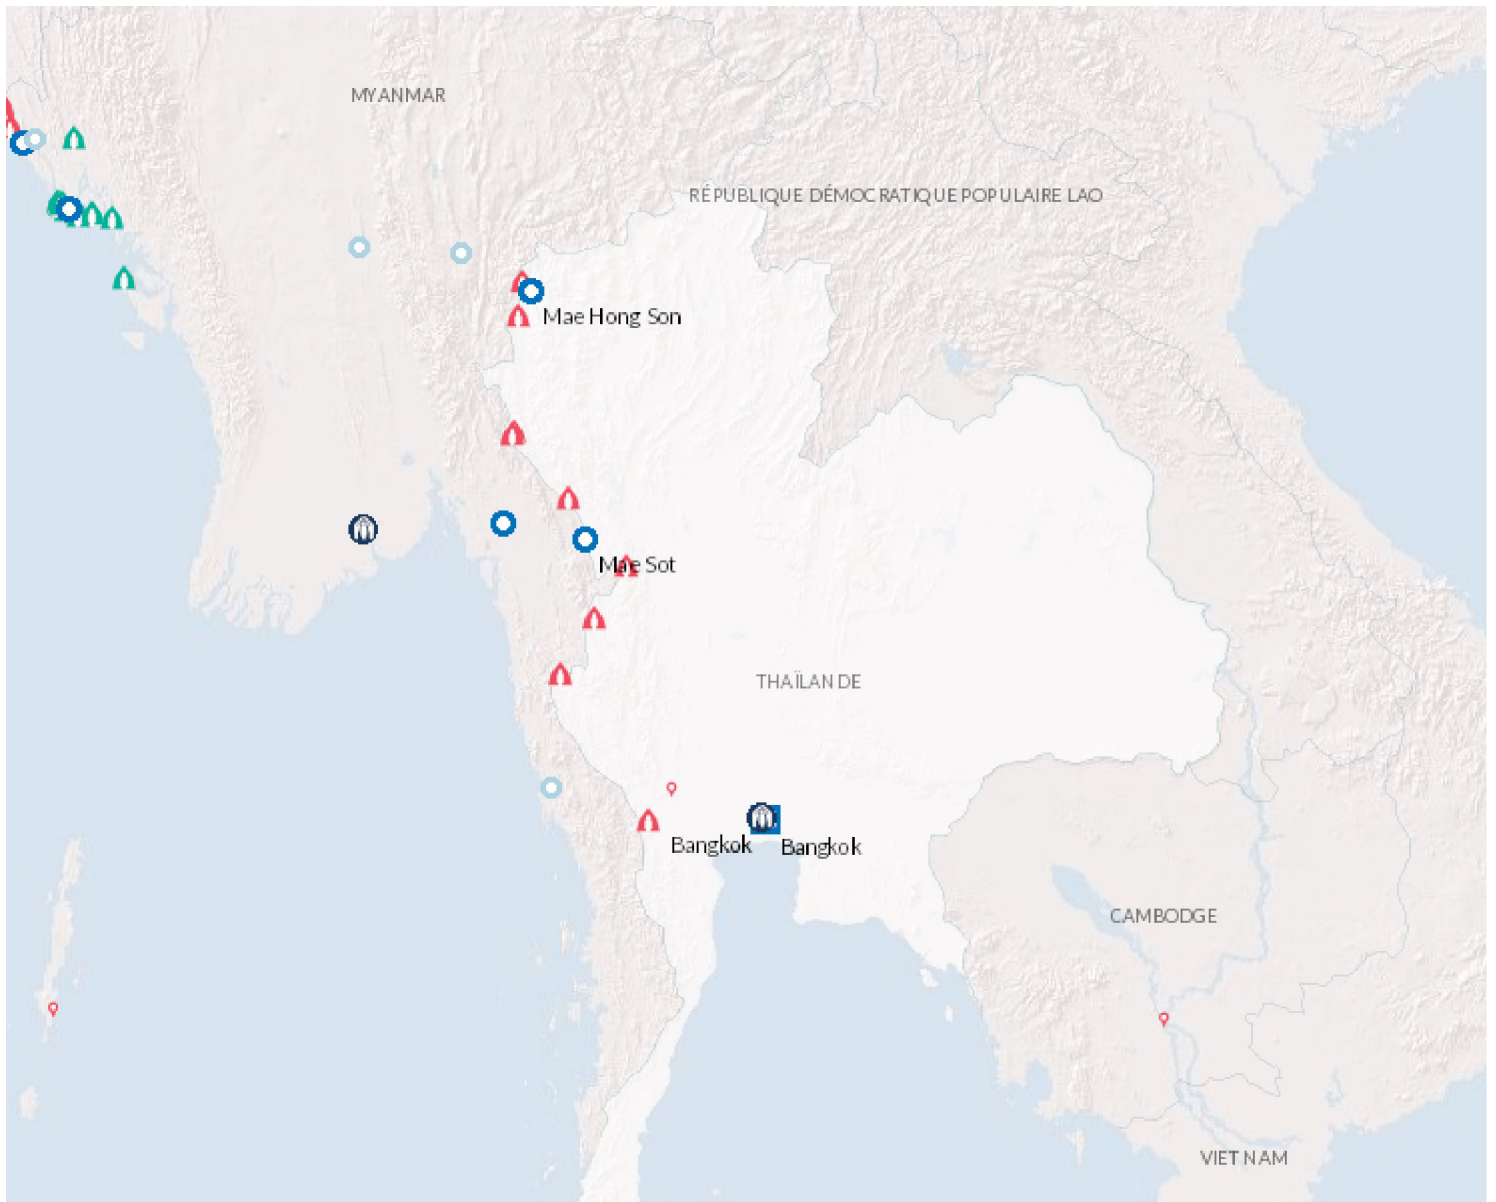 MYANMAR
RÉPUBLIQUE DÉMOCRATIQUE POPULAIRE LAO
Mae Hong Son
Mae Sot
THAÏLANDE
Bangkok
Bangkok
CAMBODGE
VIET NAM